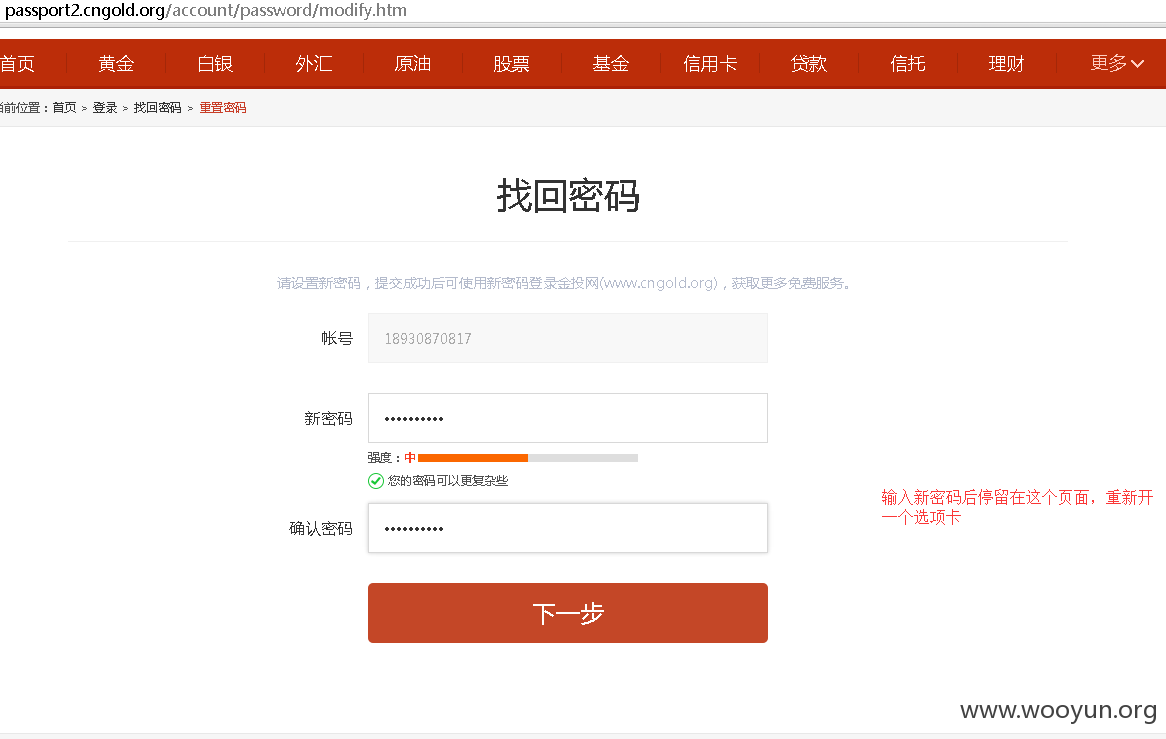 passport2.cngold.org/account/password/modify.htm
首页 黄金 白银 外汇 原油 股票 基金 信用卡 贷款 信托 理财 更多
当前位置：首页 > 登录 > 找回密码 > 重置密码
找回密码
请设置新密码，提交成功后可使用新密码登录金投网(www.cngold.org)，获取更多免费服务。
帐号 18930870817
新密码 ••••••••••
强度：中
您的密码可以更复杂些
输入新密码后停留在这个页面，重新开
一个选项卡
确认密码 ••••••••••
下一步
www.wooyun.org